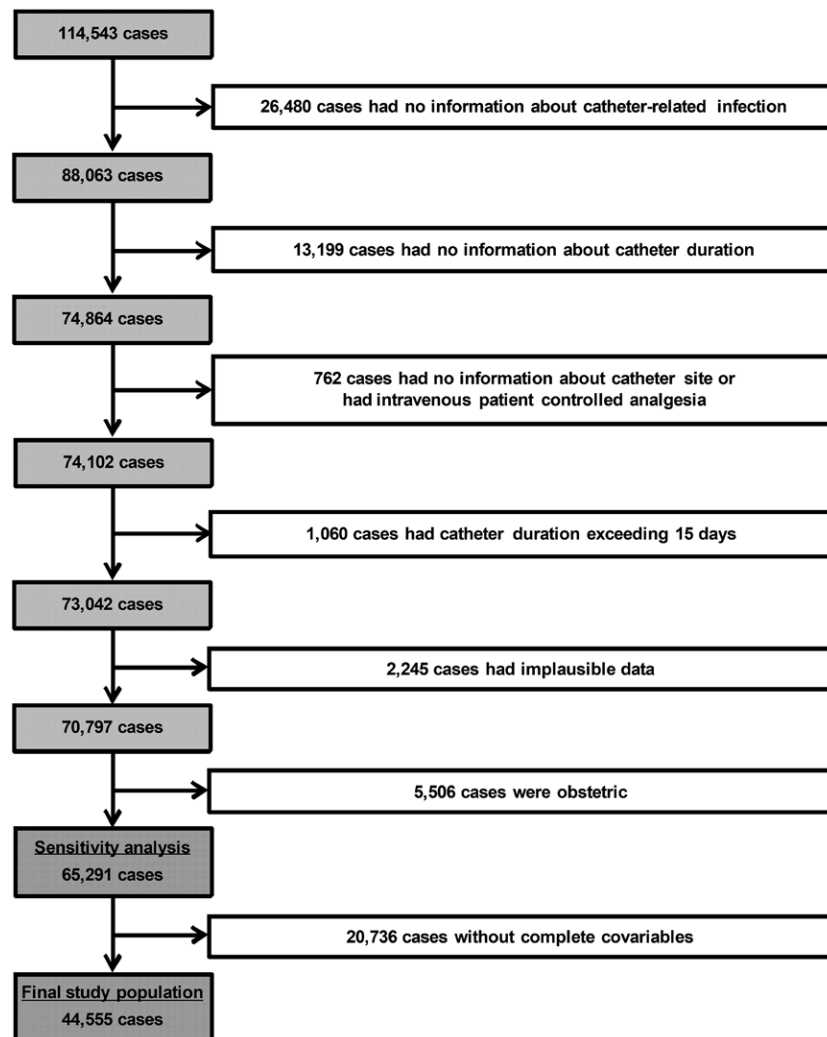 114,543 cases
26,480 cases had no information about catheter-related infection
88,063 cases
13,199 cases had no information about catheter duration
74,864 cases
762 cases had no information about catheter site or
had intravenous patient controlled analgesia
74,102 cases
1,060 cases had catheter duration exceeding 15 days
73,042 cases
2,245 cases had implausible data
70,797 cases
5,506 cases were obstetric
Sensitivity analysis
65,291 cases
20,736 cases without complete covariables
Final study population
44,555 cases